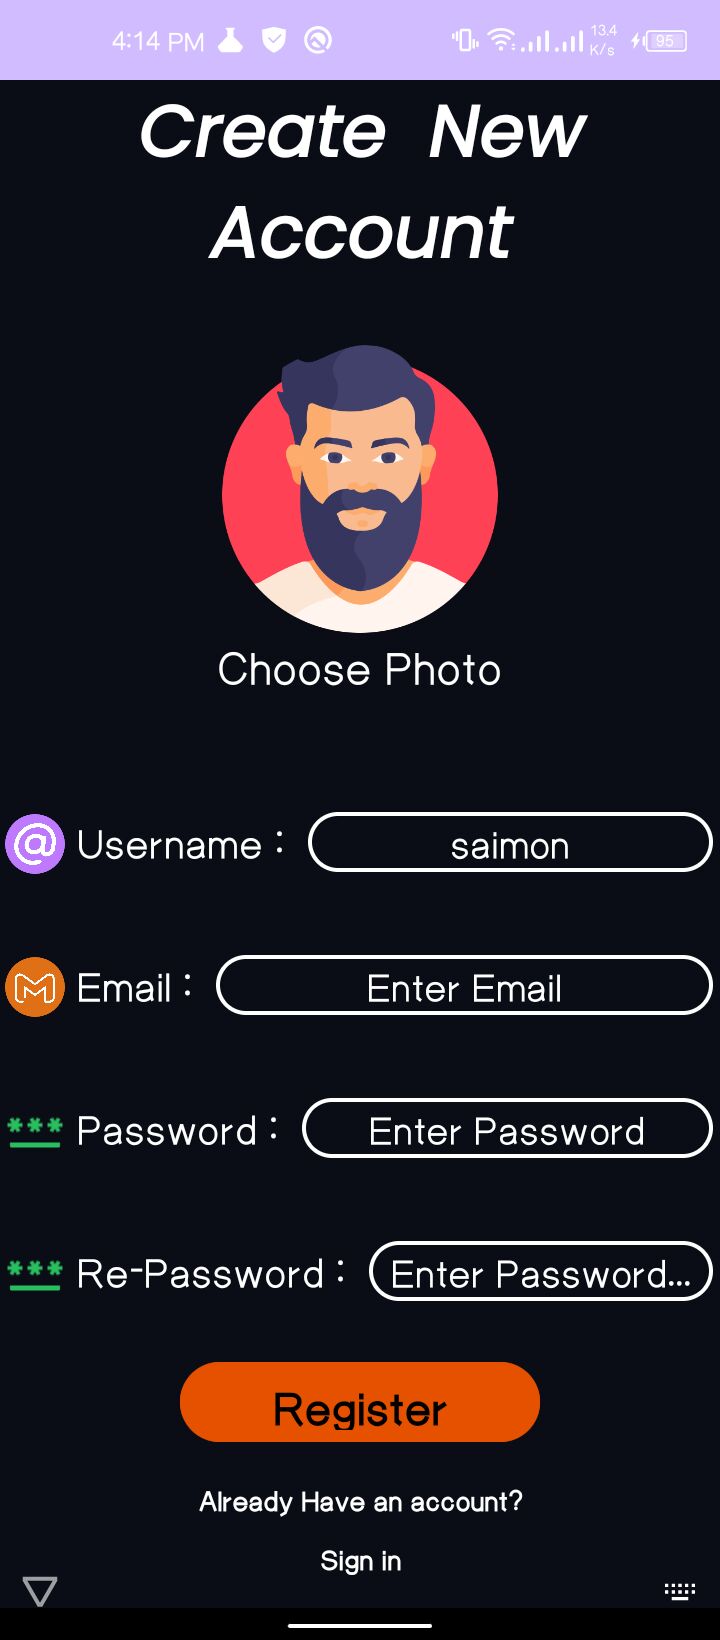 4:14 PM 13.4 K/s 95
Create New
Account
Choose Photo
@ Username : saimon
Email : Enter Email
*** Password : Enter Password
*** Re-Password : Enter Password...
Register
Already Have an account?
Sign in